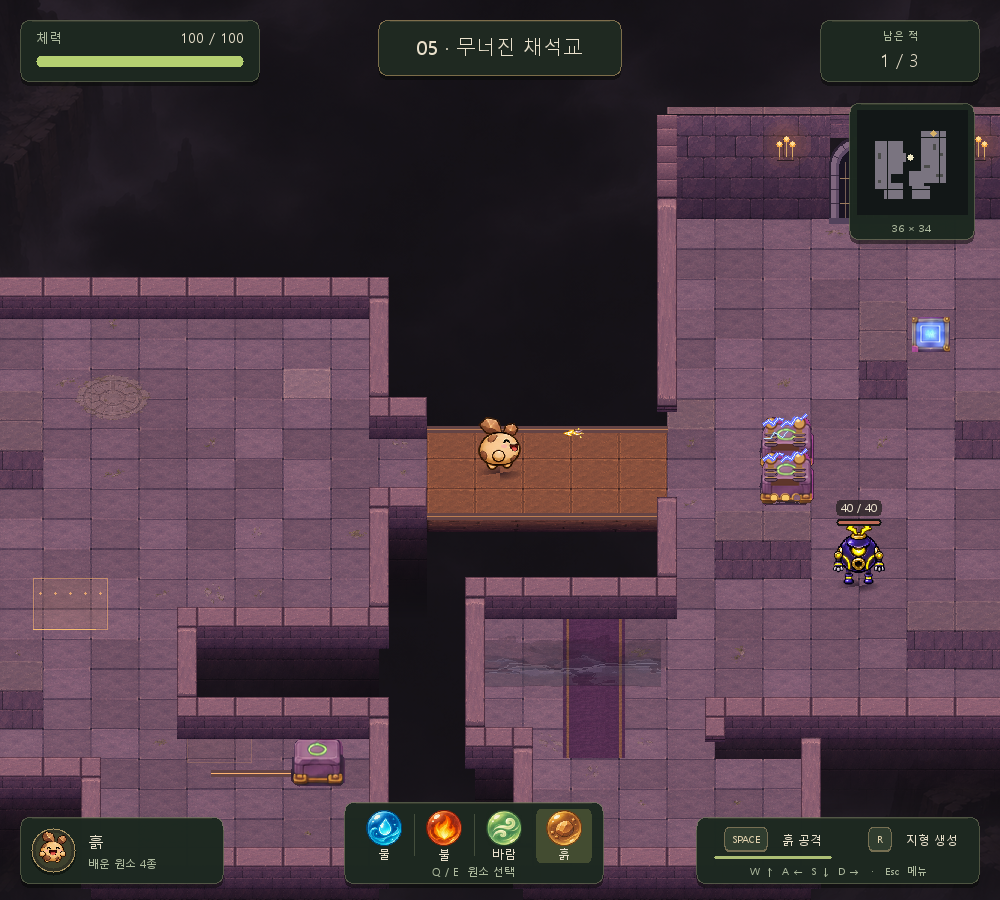 체력 100 / 100
05 · 무너진 채석교
남은 적
1 / 3
36 × 34
40 / 40
흙
배운 원소 4종
물 불 바람 흙
Q / E 원소 선택
SPACE 흙 공격 R 지형 생성
W ↑ A ← S ↓ D → · Esc 메뉴